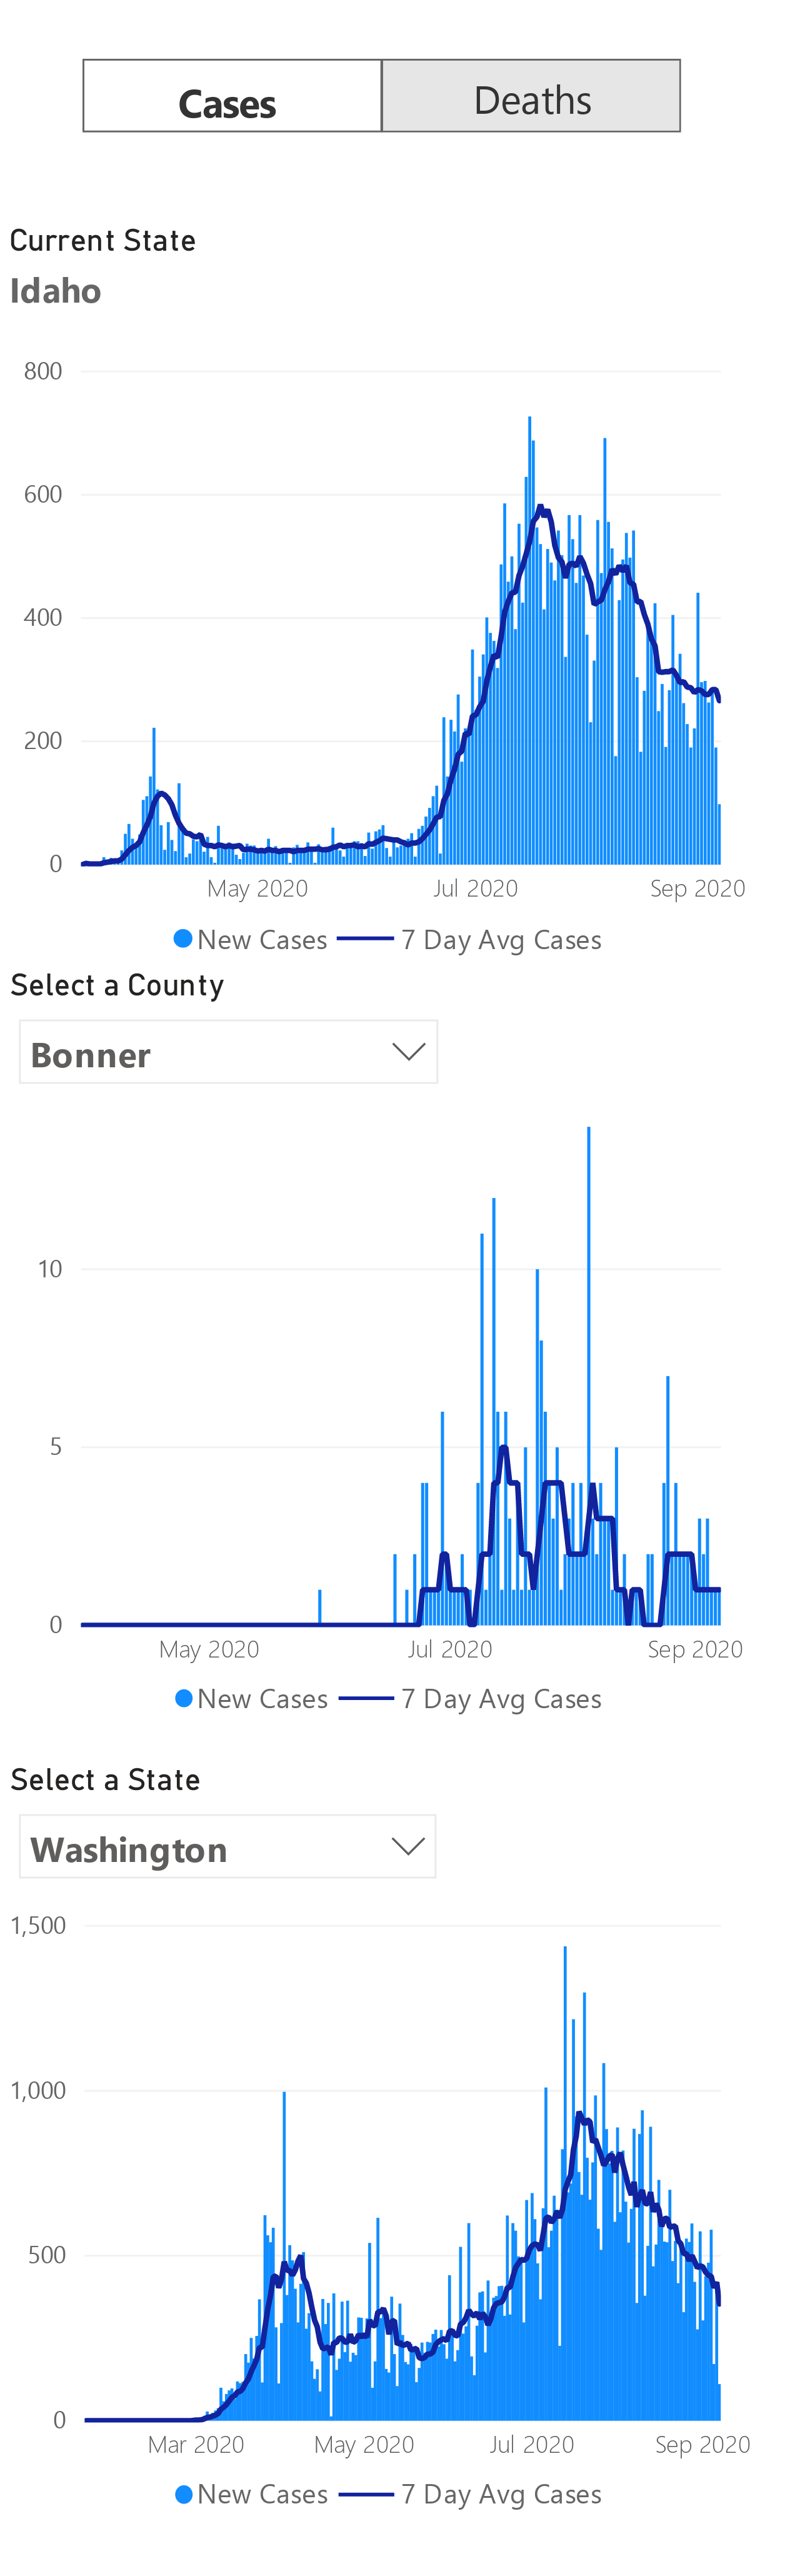 Cases Deaths
Current State
Idaho
800
600
400
200
0
May 2020 Jul 2020 Sep 2020
New Cases 7 Day Avg Cases
Select a County
Bonner
10
5
0
May 2020 Jul 2020 Sep 2020
New Cases 7 Day Avg Cases
Select a State
Washington
1,500
1,000
500
0
Mar 2020 May 2020 Jul 2020 Sep 2020
New Cases 7 Day Avg Cases